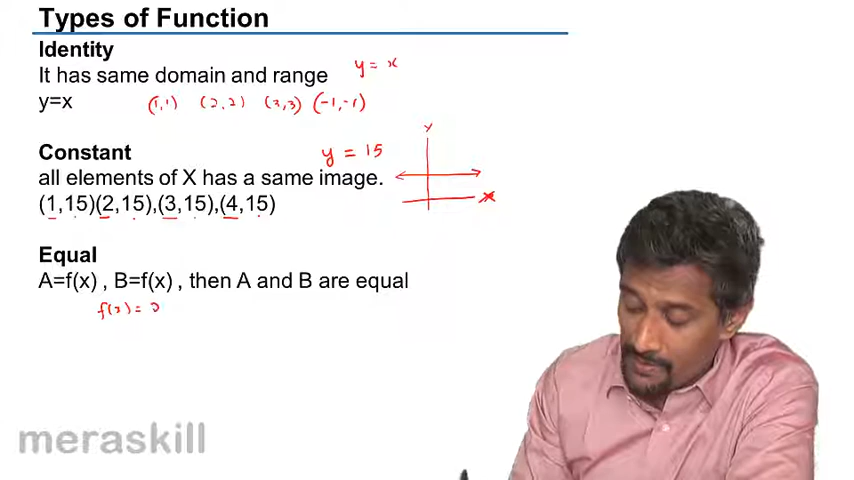 Types of Function
Identity
It has same domain and range
y = x
y=x
(1,1) (2,2) (3,3) (-1,-1)
Constant
y = 15
all elements of X has a same image.
(1,15)(2,15),(3,15),(4,15)
Y
X
Equal
A=f(x) , B=f(x) , then A and B are equal
meraskill